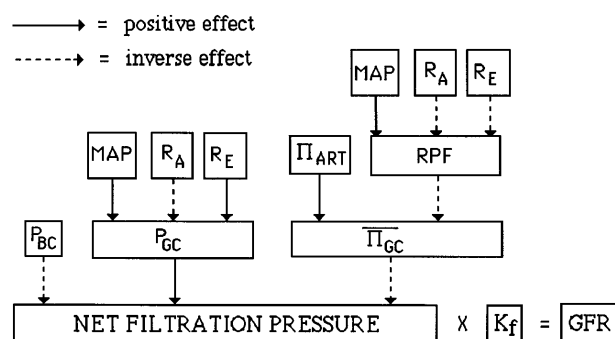 = positive effect
= inverse effect
MAP R_A R_E
MAP R_A R_E Π_ART RPF
P_BC P_GC Π̅_GC
NET FILTRATION PRESSURE X K_f = GFR